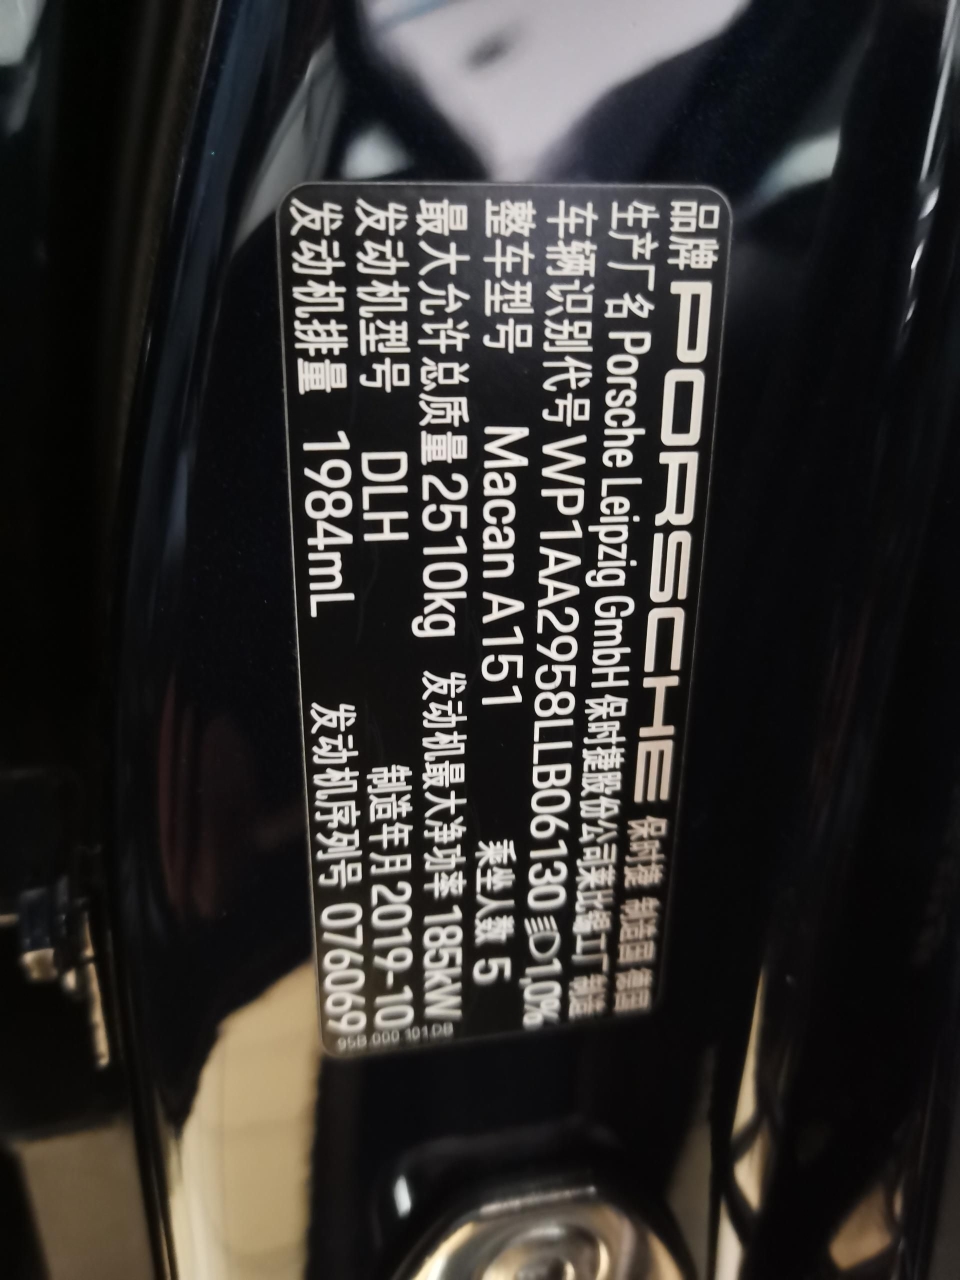 品牌 PORSCHE 保时捷 制造国 德国
生产厂名 Porsche Leipzig GmbH 保时捷股份公司莱比锡工厂 制造
车辆识别代号 WP1AA2958LLB06130 1,0%
整车型号 Macan A151 乘坐人数 5
最大允许总质量 2510kg 发动机最大净功率 185kW
发动机型号 DLH 制造年月 2019-10
发动机排量 1984mL 发动机序列号 076069
95B 000 101 DB